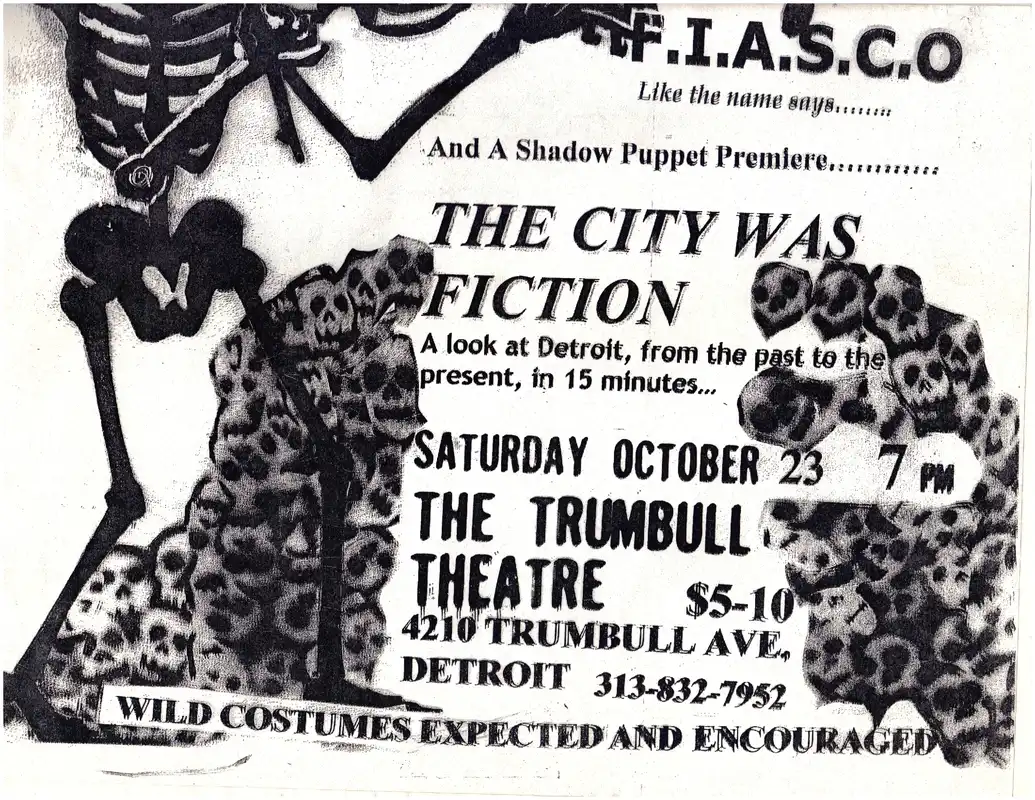 F.I.A.S.C.O
Like the name says........
And A Shadow Puppet Premiere............
THE CITY WAS
FICTION
A look at Detroit, from the past to the
present, in 15 minutes...
SATURDAY OCTOBER 23 7 PM
THE TRUMBULL
THEATRE
$5-10
4210 TRUMBULL AVE,
DETROIT 313-832-7952
WILD COSTUMES EXPECTED AND ENCOURAGED